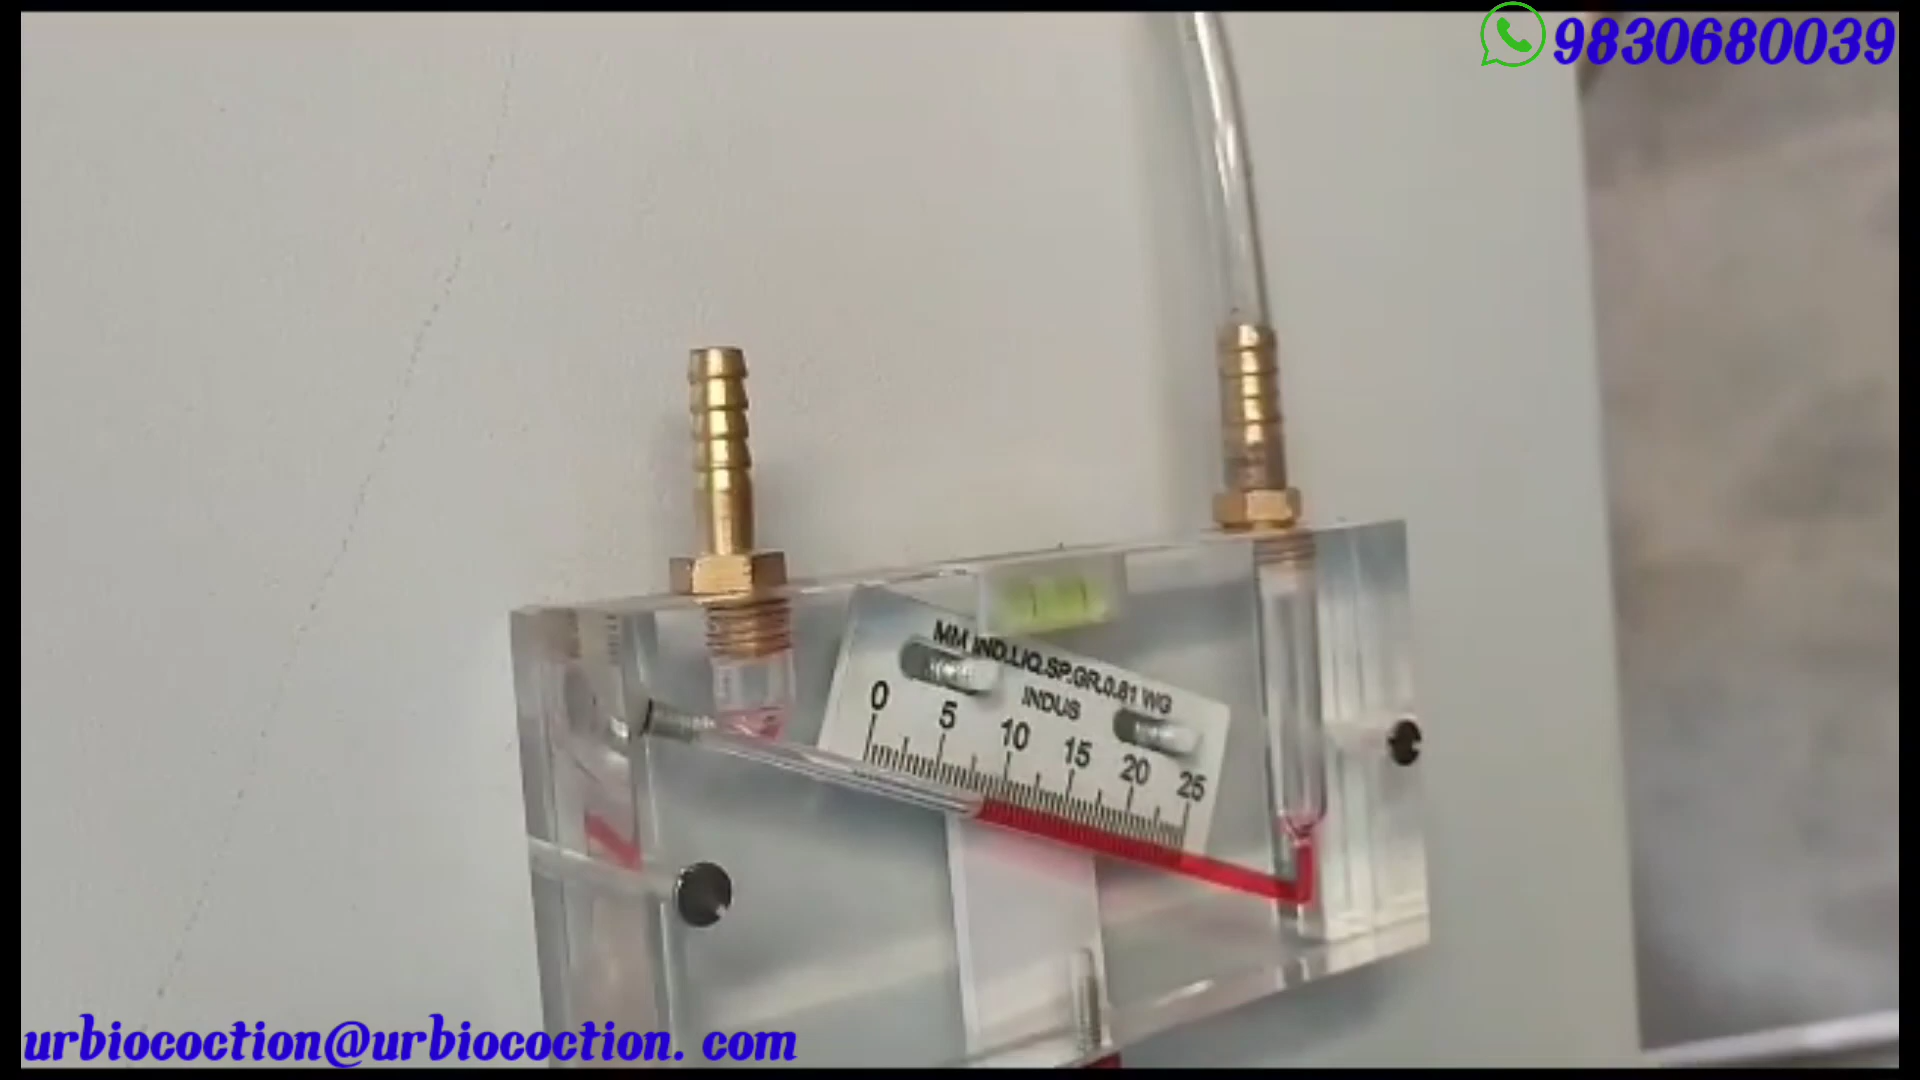 9830680039
MM IND.LIQ.SP.GR.0.81 WG
INDUS
0 5 10 15 20 25
urbiocoction@urbiocoction. com